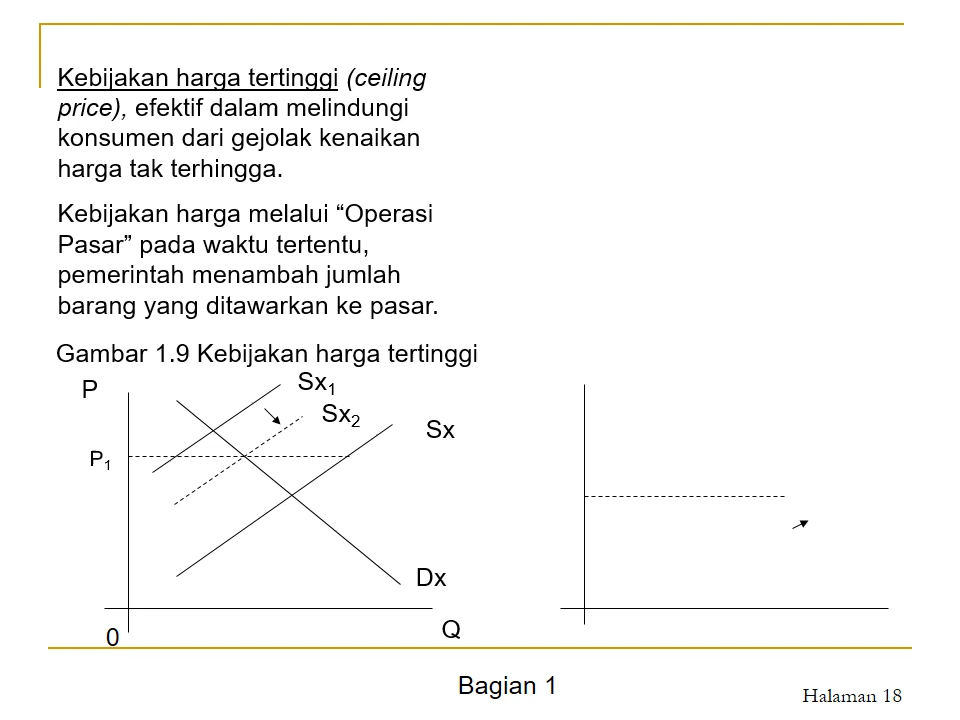 Kebijakan harga tertinggi (ceiling
price), efektif dalam melindungi
konsumen dari gejolak kenaikan
harga tak terhingga.
Kebijakan harga melalui “Operasi
Pasar” pada waktu tertentu,
pemerintah menambah jumlah
barang yang ditawarkan ke pasar.
Gambar 1.9 Kebijakan harga tertinggi
P
Sx₁
Sx₂
Sx
P₁
Dx
0
Q
Bagian 1
Halaman 18